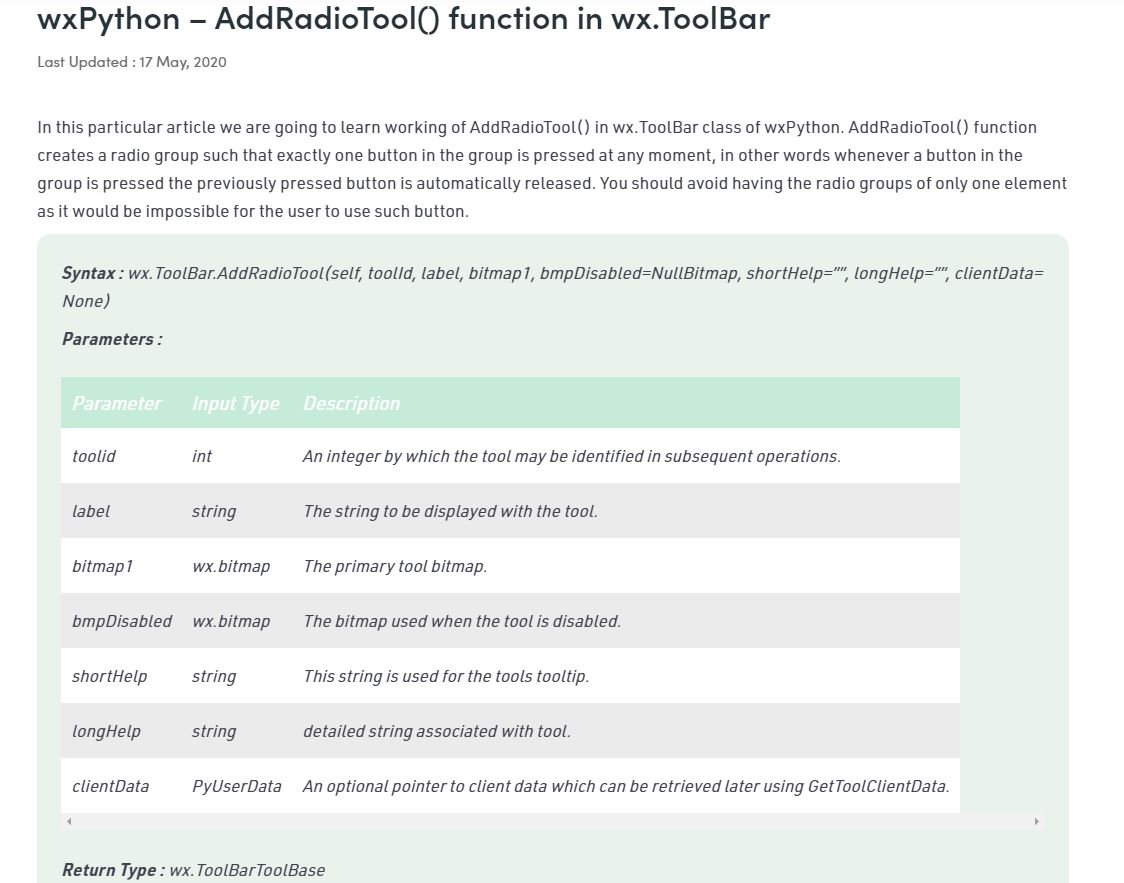 wxPython – AddRadioTool() function in wx.ToolBar
Last Updated : 17 May, 2020
In this particular article we are going to learn working of AddRadioTool() in wx.ToolBar class of wxPython. AddRadioTool() function
creates a radio group such that exactly one button in the group is pressed at any moment, in other words whenever a button in the
group is pressed the previously pressed button is automatically released. You should avoid having the radio groups of only one element
as it would be impossible for the user to use such button.
Syntax : wx.ToolBar.AddRadioTool(self, toolId, label, bitmap1, bmpDisabled=NullBitmap, shortHelp=””, longHelp=””, clientData=
None)
Parameters :
Parameter Input Type Description
toolid int An integer by which the tool may be identified in subsequent operations.
label string The string to be displayed with the tool.
bitmap1 wx.bitmap The primary tool bitmap.
bmpDisabled wx.bitmap The bitmap used when the tool is disabled.
shortHelp string This string is used for the tools tooltip.
longHelp string detailed string associated with tool.
clientData PyUserData An optional pointer to client data which can be retrieved later using GetToolClientData.
Return Type : wx.ToolBarToolBase